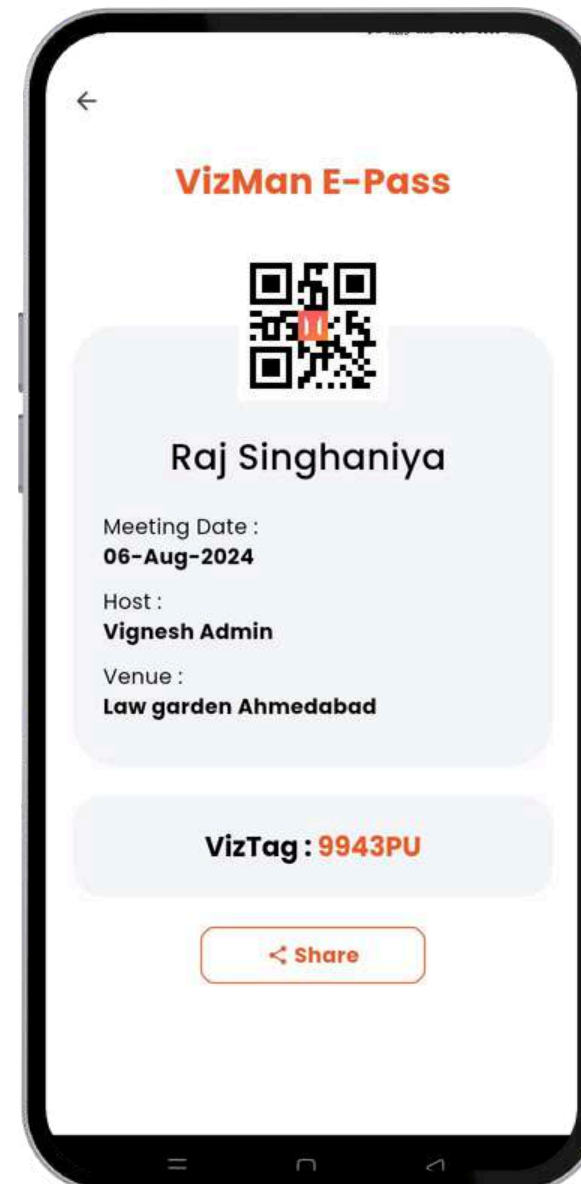 VizMan E-Pass
Raj Singhaniya
Meeting Date :
06-Aug-2024
Host :
Vignesh Admin
Venue :
Law garden Ahmedabad
VizTag : 9943PU
Share